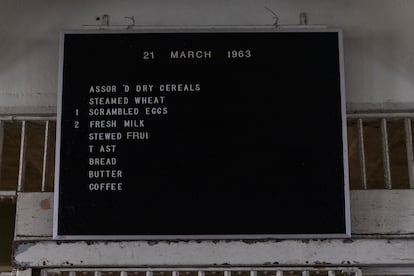 21 MARCH 1963
ASSOR 'D DRY CEREALS
STEAMED WHEAT
1 SCRAMBLED EGGS
2 FRESH MILK
STEWED FRUI
T AST
BREAD
BUTTER
COFFEE